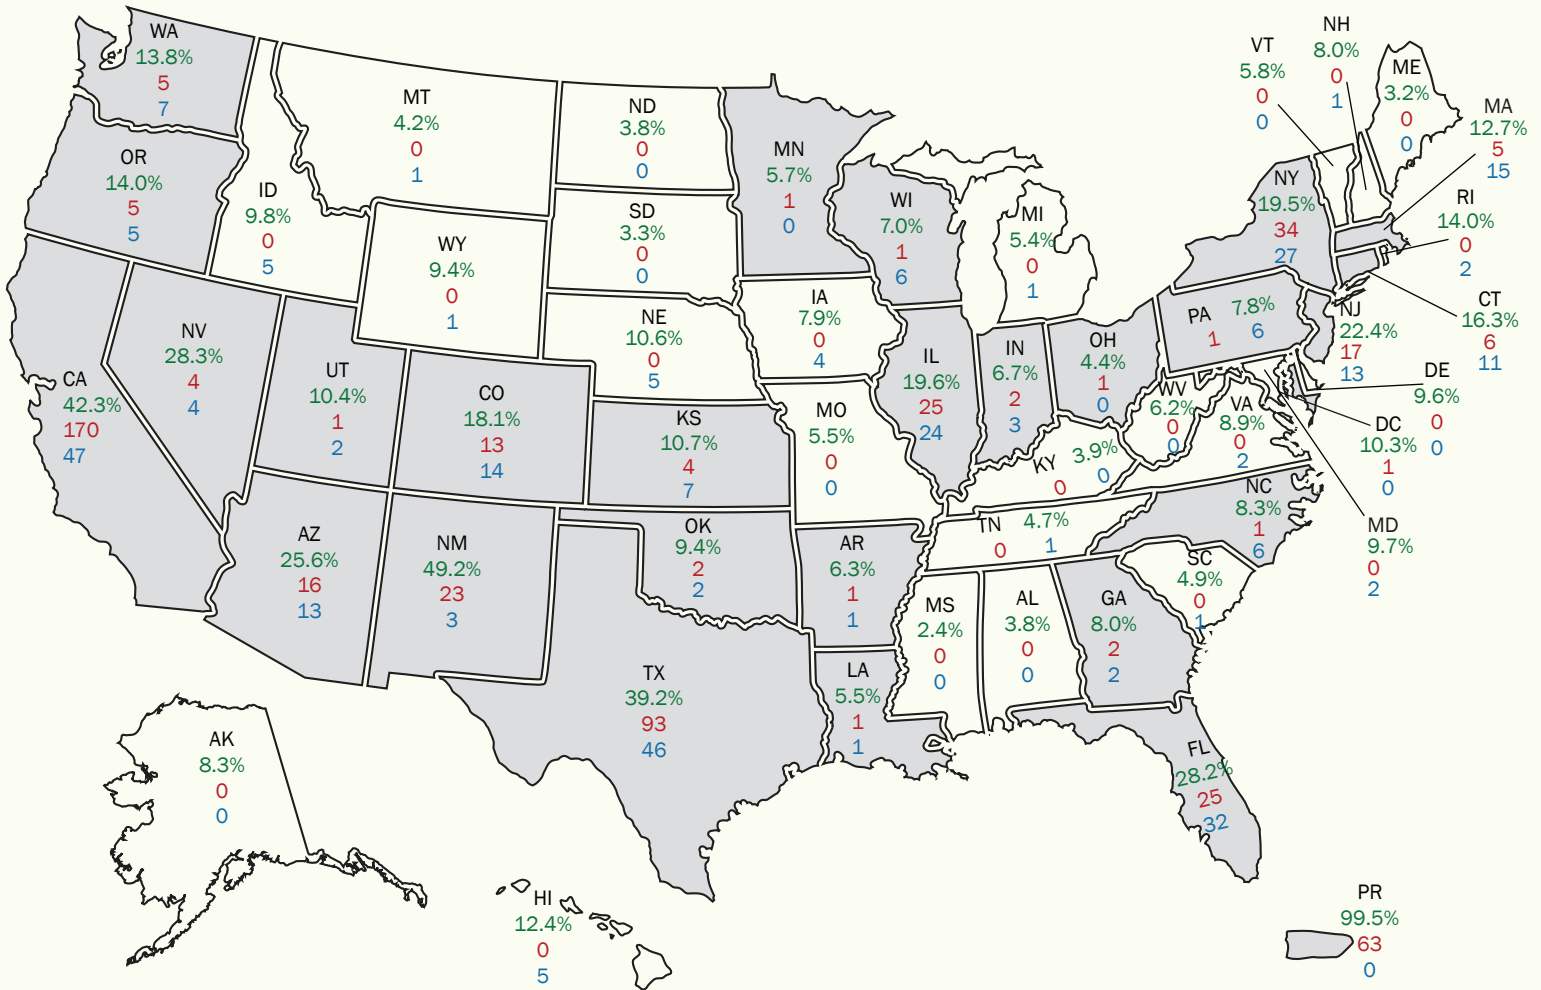 WA
13.8%
5
7
OR
14.0%
5
5
CA
42.3%
170
47
NV
28.3%
4
4
ID
9.8%
0
5
MT
4.2%
0
1
WY
9.4%
0
1
UT
10.4%
1
2
CO
18.1%
13
14
AZ
25.6%
16
13
NM
49.2%
23
3
ND
3.8%
0
0
SD
3.3%
0
0
NE
10.6%
0
5
KS
10.7%
4
7
OK
9.4%
2
2
TX
39.2%
93
46
MN
5.7%
1
0
IA
7.9%
0
4
MO
5.5%
0
0
AR
6.3%
1
1
LA
5.5%
1
1
WI
7.0%
1
6
IL
19.6%
25
24
MI
5.4%
0
1
IN
6.7%
2
3
OH
4.4%
1
0
KY 3.9%
0 0
TN 4.7%
0 1
MS
2.4%
0
0
AL
3.8%
0
0
GA
8.0%
2
2
FL
28.2%
25
32
SC
4.9%
0
1
NC
8.3%
1
6
VA
8.9%
0
2
WV
6.2%
0
0
PA 7.8%
1 6
NY
19.5%
34
27
VT
5.8%
0
0
NH
8.0%
0
1
ME
3.2%
0
0
MA
12.7%
5
15
RI
14.0%
0
2
CT
16.3%
6
11
NJ
22.4%
17
13
DE
9.6%
0
0
DC
10.3%
1
0
MD
9.7%
0
2
AK
8.3%
0
0
HI
12.4%
0
5
PR
99.5%
63
0